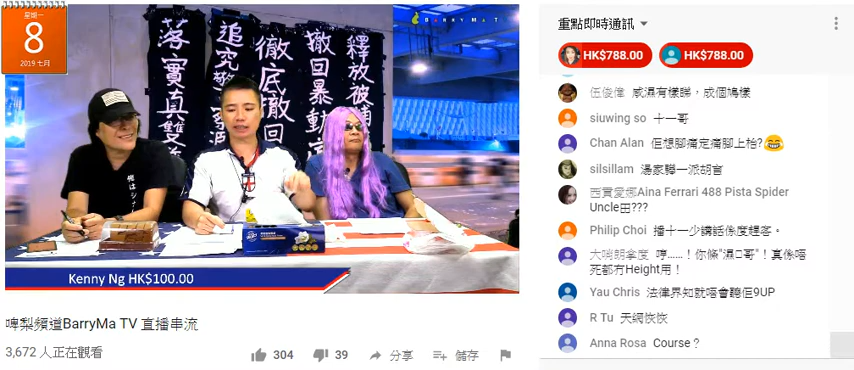 星期一
8
2019 七月
BARRYMAT
落實真雙
追究警
徹底徹回
撤回暴動
釋放被捕
Kenny Ng HK$100.00
啤梨頻道BarryMa TV 直播串流
3,672 人正在觀看
304
39
分享
儲存
重點即時通訊
HK$788.00
HK$788.00
伍俊偉 咸濕有樣睇，成個鳩樣
siuwing so 十一哥
Chan Alan 佢想腳痛定痛腳上枱?😂
silsillam 湯家驊一派胡言
西貢愛娜Aina Ferrari 488 Pista Spider
Uncle田???
Philip Choi 播十一少講話係度趕客。
大哨朗拿度 哼……！你條"濕▯哥"！真係唔
死都冇Height用！
Yau Chris 法律界知就唔會聽佢9UP
R Tu 天網恢恢
Anna Rosa Course？